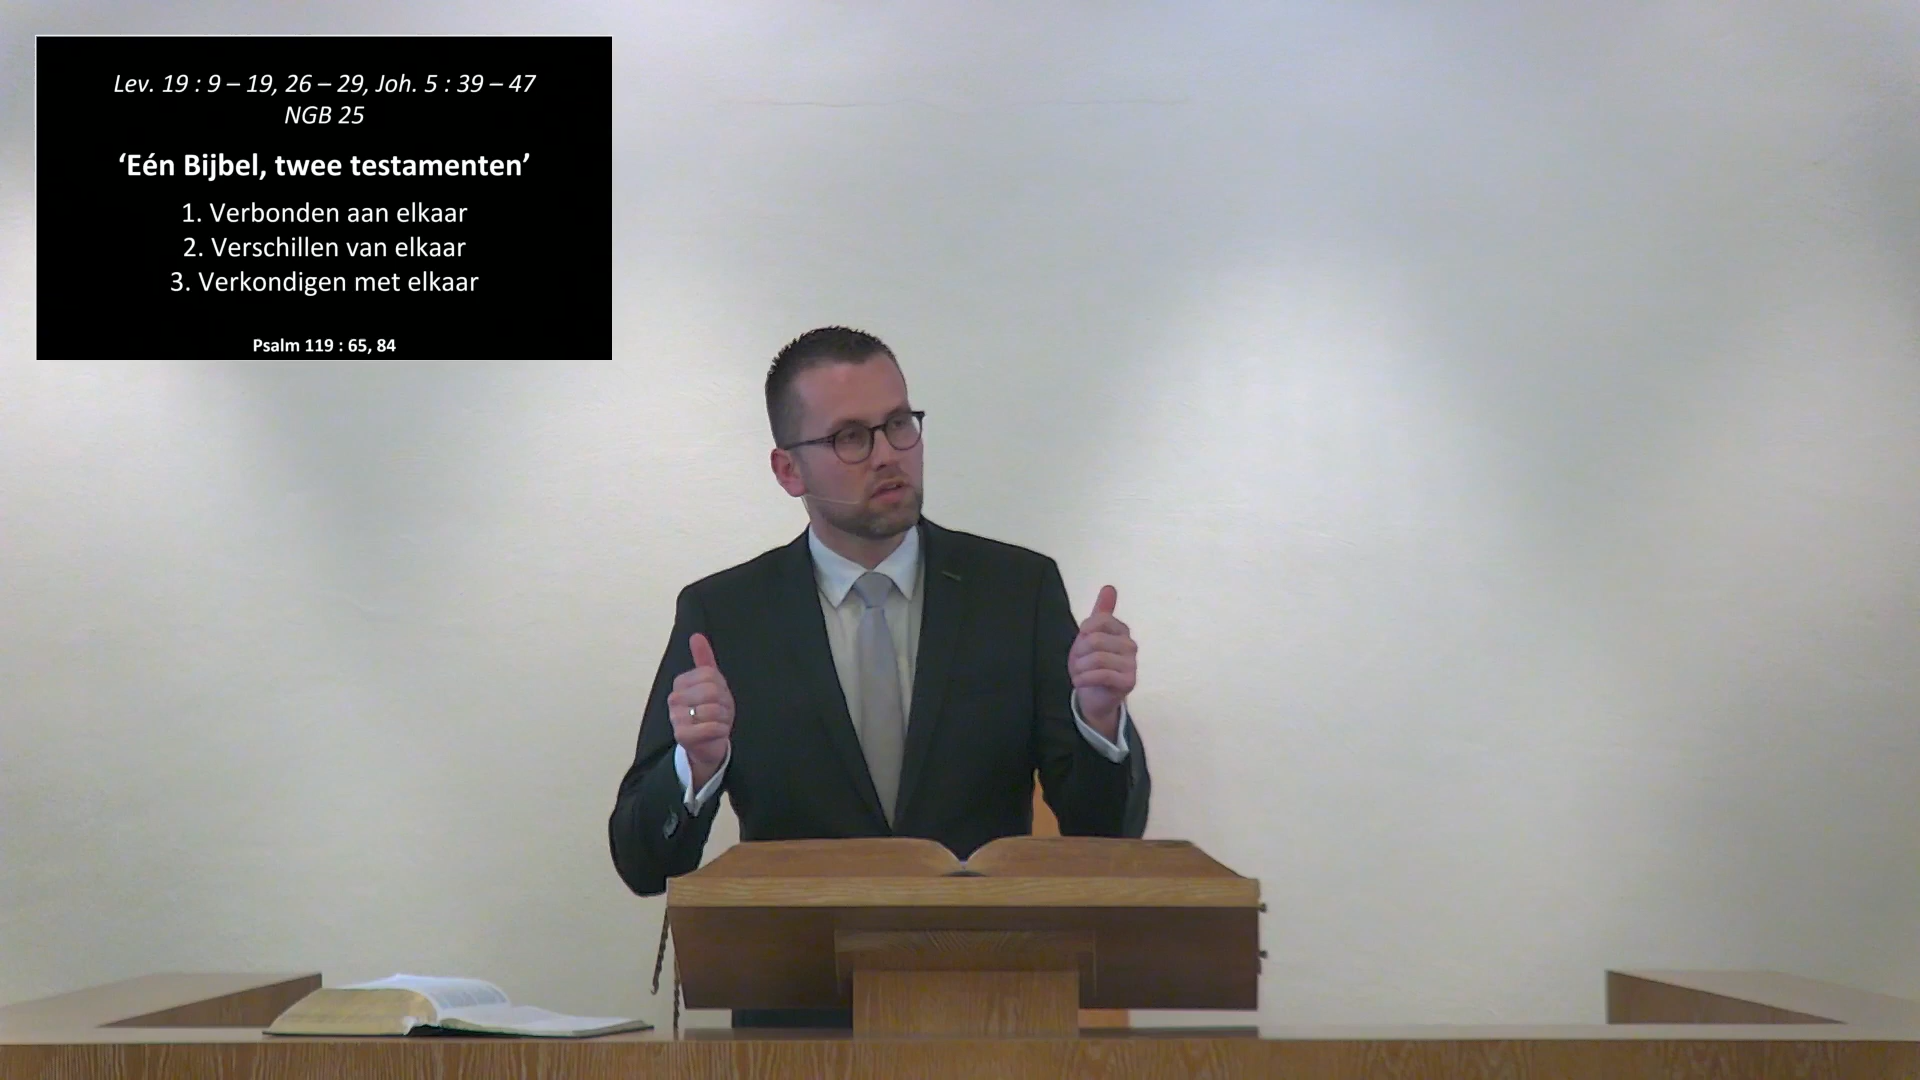 Lev. 19 : 9 – 19, 26 – 29, Joh. 5 : 39 – 47
NGB 25
‘Eén Bijbel, twee testamenten’
1. Verbonden aan elkaar
2. Verschillen van elkaar
3. Verkondigen met elkaar
Psalm 119 : 65, 84